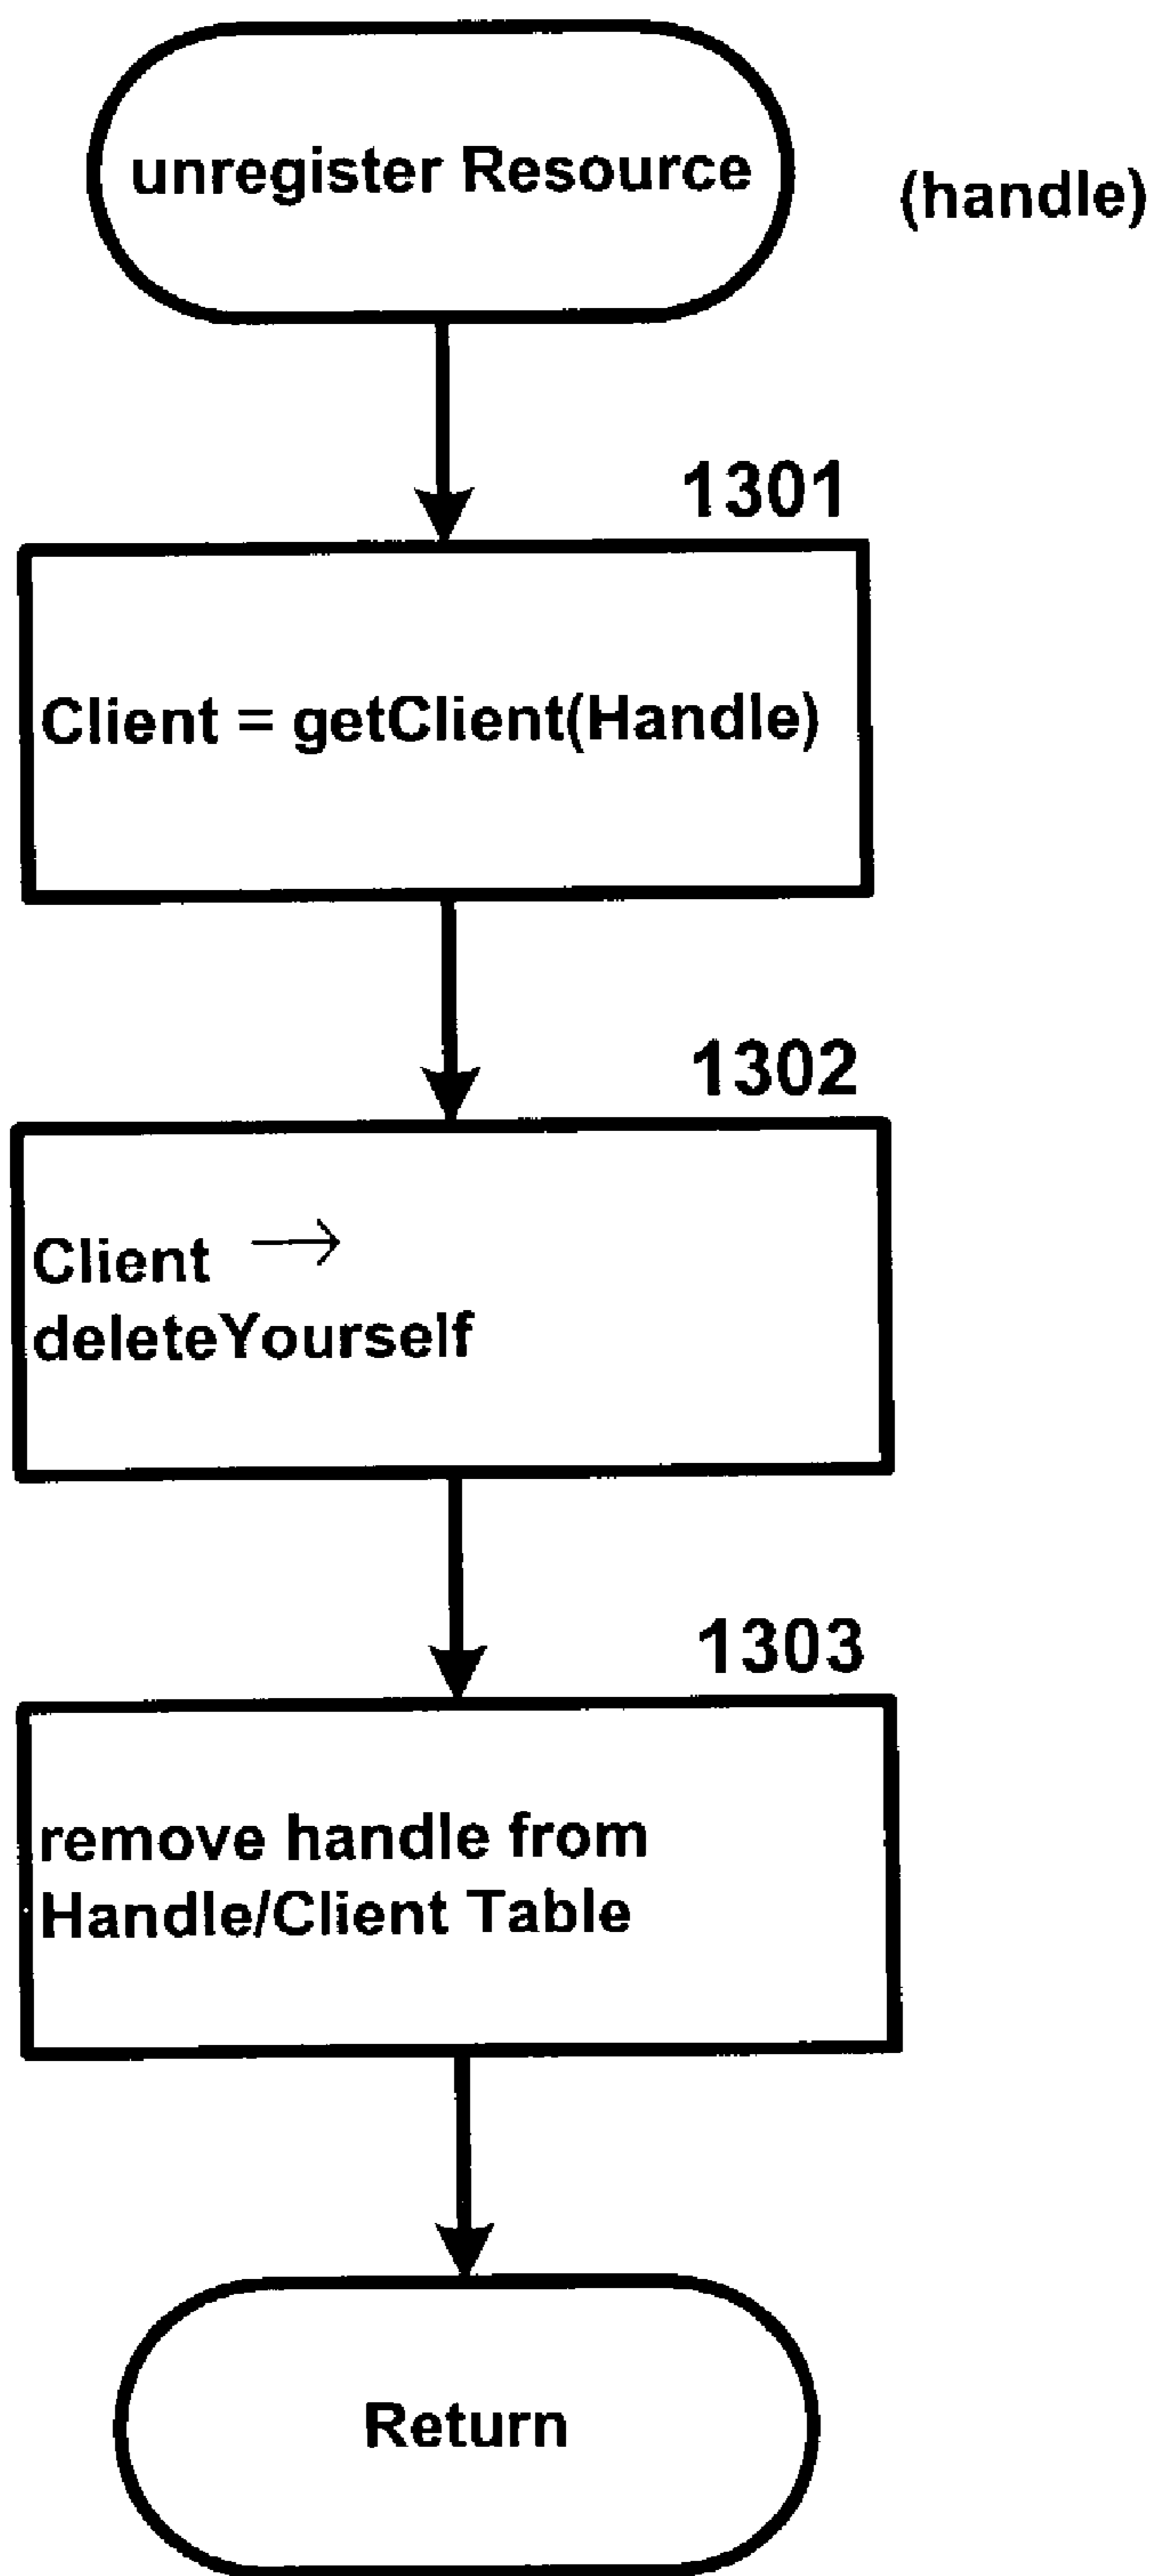 unregister Resource
(handle)
1301
Client = getClient(Handle)
1302
Client →
deleteYourself
1303
remove handle from
Handle/Client Table
Return